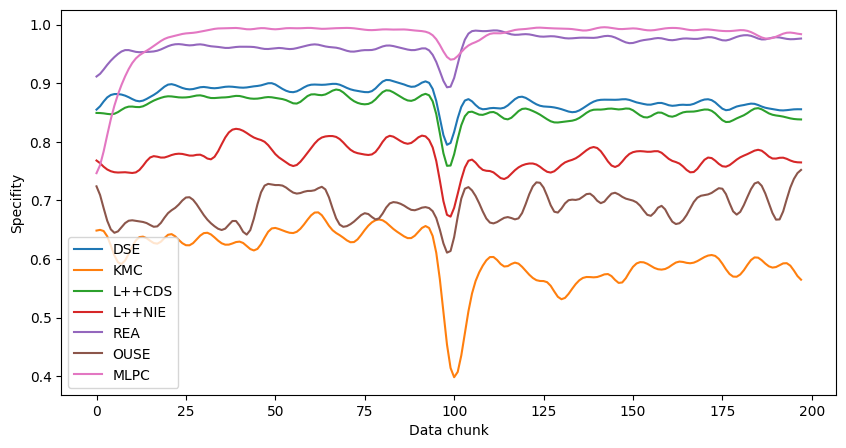 1.0
0.9
0.8
0.7
0.6
0.5
0.4
Specifity
DSE
KMC
L++CDS
L++NIE
REA
OUSE
MLPC
0 25 50 75 100 125 150 175 200
Data chunk